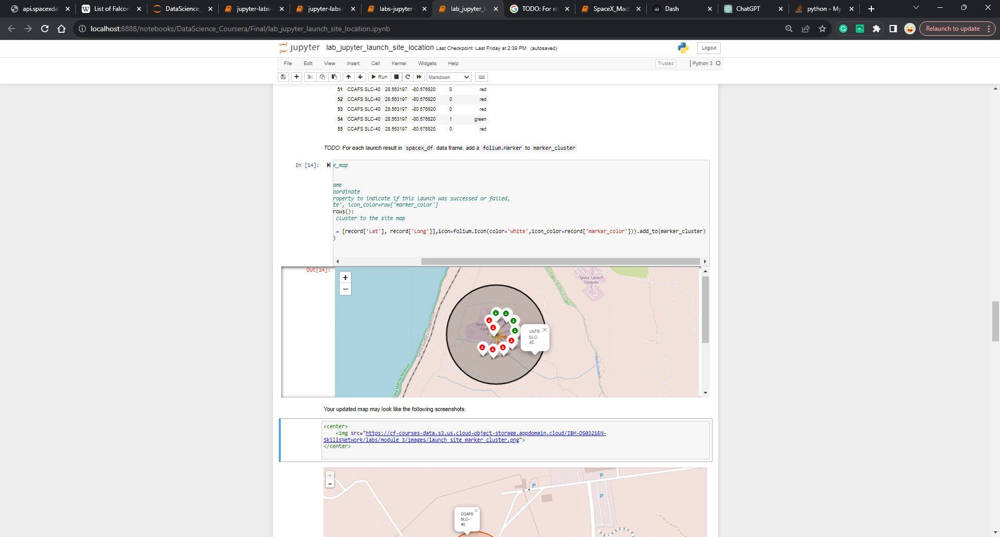 api.spacexda
List of Falcon
DataScience_
jupyter-labs-
jupyter-labs-
labs-jupyter-
lab_jupyter_la
TODO: For ea
SpaceX_Mach
Dash
ChatGPT
python - My
localhost:8888/notebooks/DataScience_Coursera/Final/lab_jupyter_launch_site_location.ipynb
Relaunch to update
jupyter lab_jupyter_launch_site_location Last Checkpoint: Last Friday at 2:39 PM (autosaved)
Logout
File Edit View Insert Cell Kernel Widgets Help
Trusted
Python 3
Run
Markdown
51 CCAFS SLC-40 28.563197 -80.576820 0 red
52 CCAFS SLC-40 28.563197 -80.576820 0 red
53 CCAFS SLC-40 28.563197 -80.576820 0 red
54 CCAFS SLC-40 28.563197 -80.576820 1 green
55 CCAFS SLC-40 28.563197 -80.576820 0 red
TODO: For each launch result in spacex_df data frame, add a folium.Marker to marker_cluster
In [14]:
e_map
ame
oordinate
roperty to indicate if this launch was successed or failed,
te', icon_color=row['marker_color']
rows():
cluster to the site map
= [record['Lat'], record['Long']],icon=folium.Icon(color='white',icon_color=record['marker_color'])).add_to(marker_cluster)
)
Out[14]:
+
−
Space Launch
Complex
3
Santa Barbara Subdivision
Space
Com
4
VAFB
SLC-
4E
×
State Marine Reserve
Your updated map may look like the following screenshots:
<center>
<img src="https://cf-courses-data.s3.us.cloud-object-storage.appdomain.cloud/IBM-DS0321EN-
SkillsNetwork/labs/module_3/images/launch_site_marker_cluster.png">
</center>
+
−
P
P
P
CCAFS
SLC-
40
×